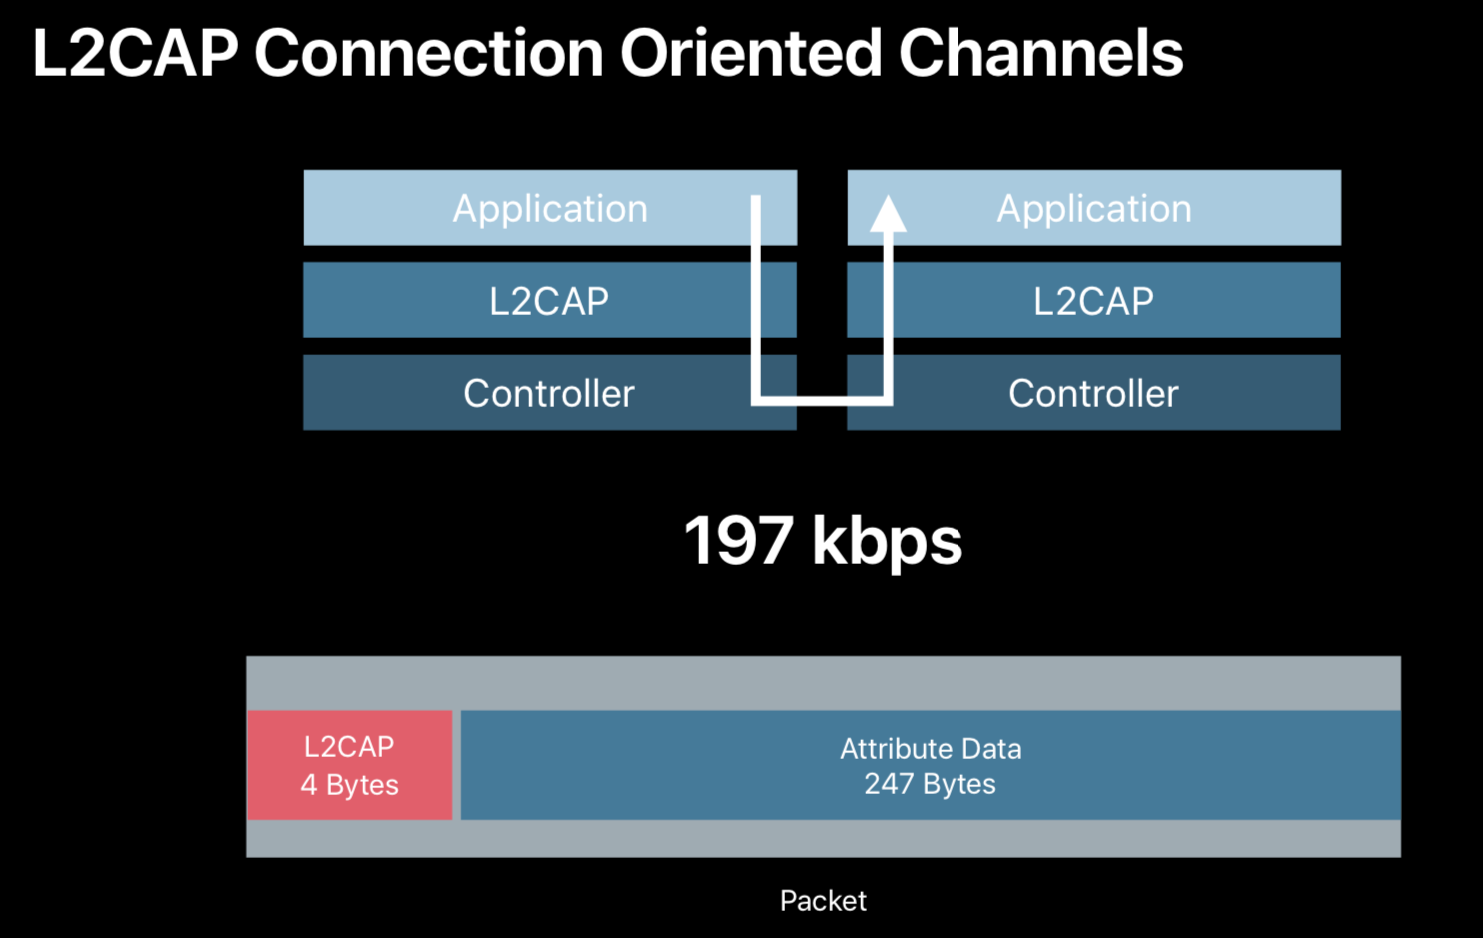 L2CAP Connection Oriented Channels
Application
Application
L2CAP
L2CAP
Controller
Controller
197 kbps
L2CAP
4 Bytes
Attribute Data
247 Bytes
Packet